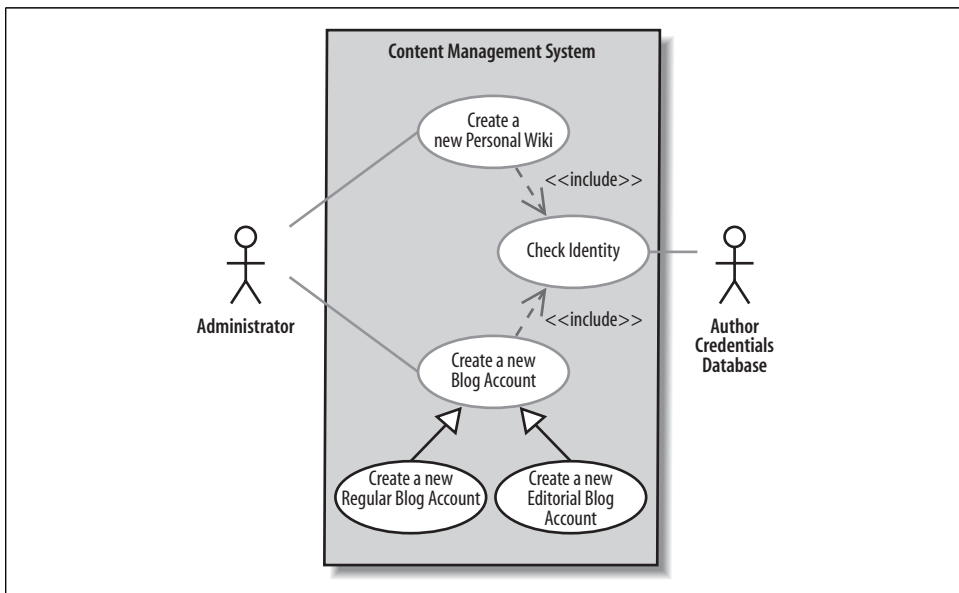 Content Management System
Create a
new Personal Wiki
<<include>>
Check Identity
Administrator
<<include>>
Author
Credentials
Database
Create a new
Blog Account
Create a new
Regular Blog Account
Create a new
Editorial Blog
Account